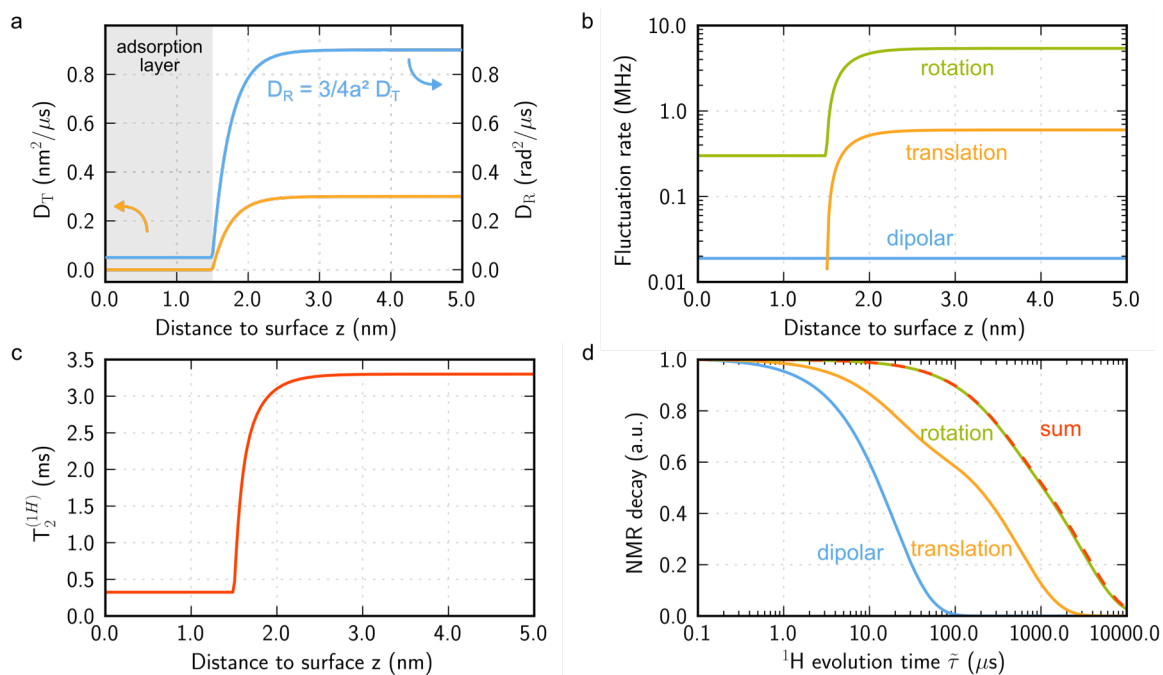 a
adsorption
layer
D_R = 3/4a² D_T
D_T (nm²/μs)
D_R (rad²/μs)
0.8
0.6
0.4
0.2
0.0
0.8
0.6
0.4
0.2
0.0
0.0 1.0 2.0 3.0 4.0 5.0
Distance to surface z (nm)
b
rotation
translation
dipolar
Fluctuation rate (MHz)
10.0
1.0
0.1
0.01
0.0 1.0 2.0 3.0 4.0 5.0
Distance to surface z (nm)
c
T₂^(1H) (ms)
3.5
3.0
2.5
2.0
1.5
1.0
0.5
0.0
0.0 1.0 2.0 3.0 4.0 5.0
Distance to surface z (nm)
d
rotation
sum
dipolar
translation
NMR decay (a.u.)
1.0
0.8
0.6
0.4
0.2
0.0
0.1 1.0 10.0 100.0 1000.0 10000.0
¹H evolution time τ̃ (μs)